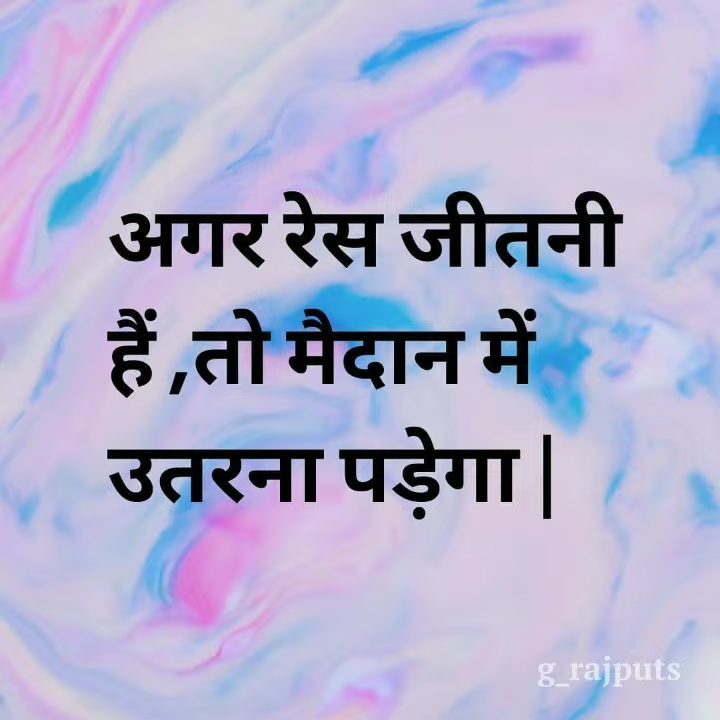 अगर रेस जीतनी
हैं ,तो मैदान में
उतरना पड़ेगा |
g_rajputs